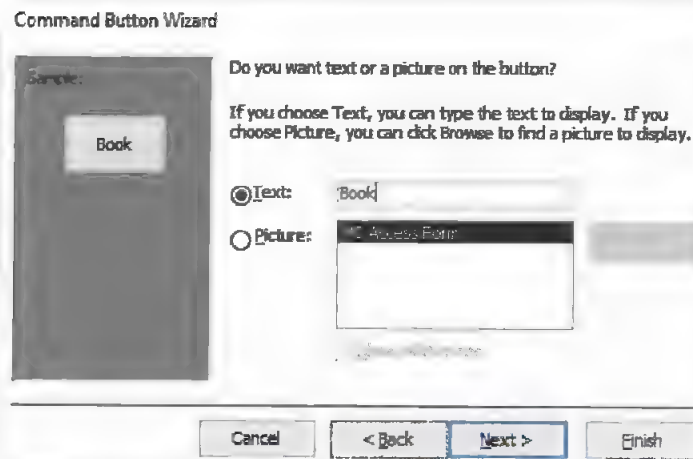 Command Button Wizard
Sample:
Book
Do you want text or a picture on the button?
If you choose Text, you can type the text to display. If you
choose Picture, you can click Browse to find a picture to display.
Text:
Book
Picture:
Access Form
Cancel
< Back
Next >
Finish